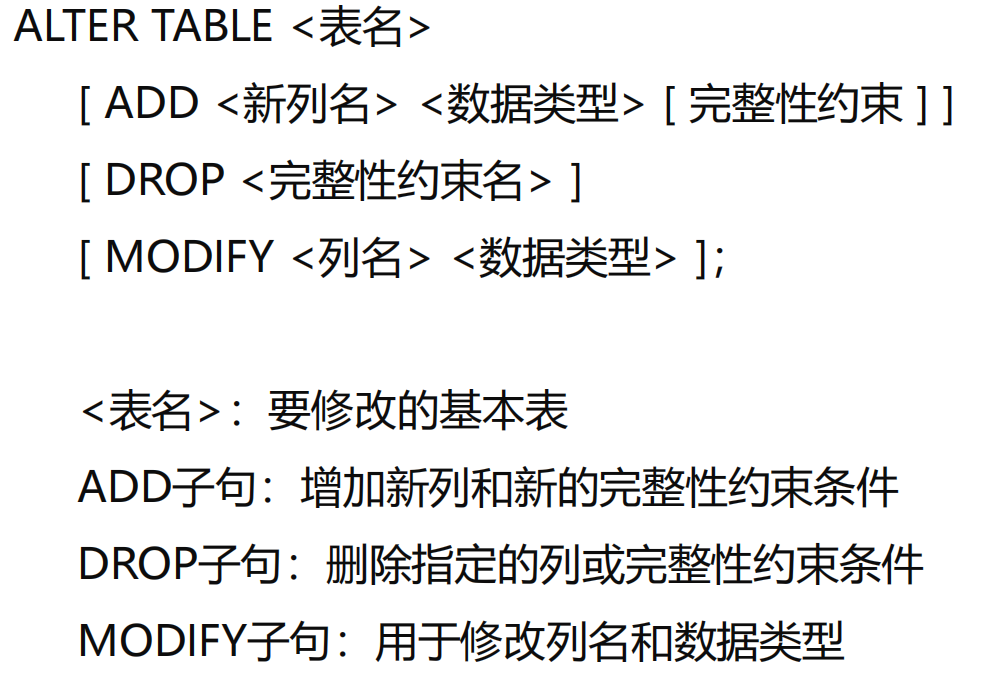 ALTER TABLE <表名>
[ ADD <新列名> <数据类型> [ 完整性约束 ] ]
[ DROP <完整性约束名> ]
[ MODIFY <列名> <数据类型> ];
<表名>：要修改的基本表
ADD子句：增加新列和新的完整性约束条件
DROP子句：删除指定的列或完整性约束条件
MODIFY子句：用于修改列名和数据类型